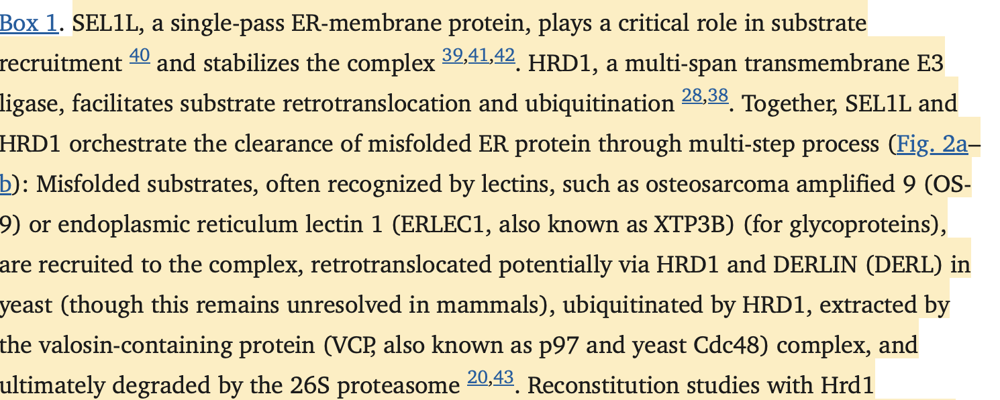 Box 1. SEL1L, a single-pass ER-membrane protein, plays a critical role in substrate
recruitment 40 and stabilizes the complex 39,41,42. HRD1, a multi-span transmembrane E3
ligase, facilitates substrate retrotranslocation and ubiquitination 28,38. Together, SEL1L and
HRD1 orchestrate the clearance of misfolded ER protein through multi-step process (Fig. 2a–
b): Misfolded substrates, often recognized by lectins, such as osteosarcoma amplified 9 (OS-
9) or endoplasmic reticulum lectin 1 (ERLEC1, also known as XTP3B) (for glycoproteins),
are recruited to the complex, retrotranslocated potentially via HRD1 and DERLIN (DERL) in
yeast (though this remains unresolved in mammals), ubiquitinated by HRD1, extracted by
the valosin-containing protein (VCP, also known as p97 and yeast Cdc48) complex, and
ultimately degraded by the 26S proteasome 20,43. Reconstitution studies with Hrd1